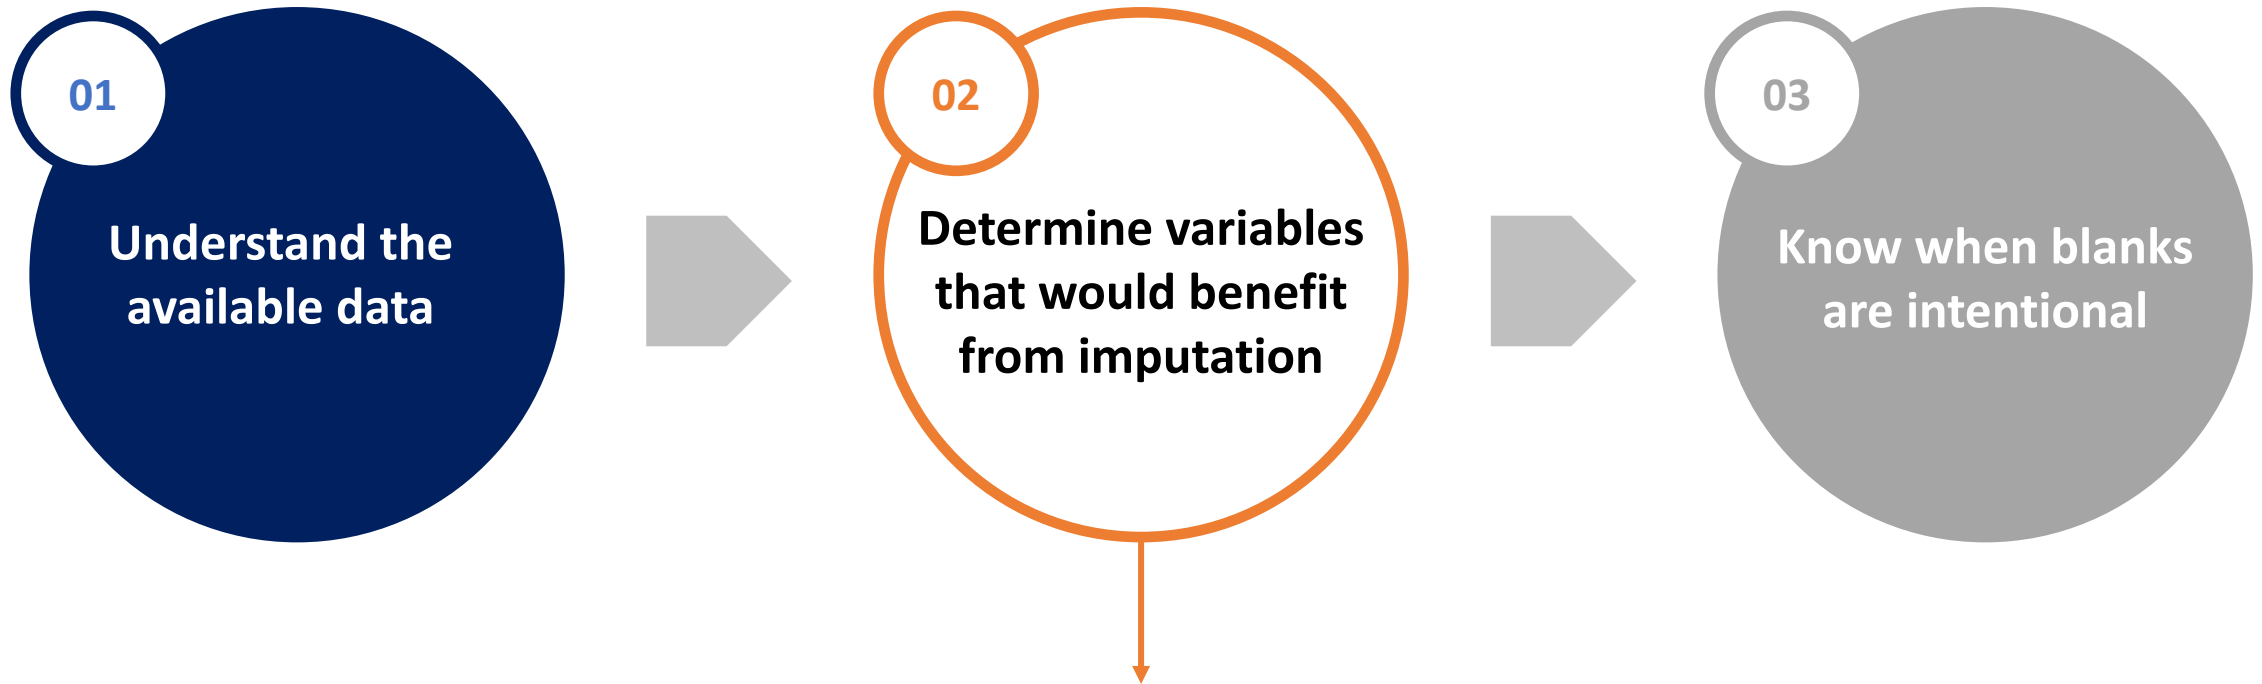 01
Understand the
available data
02
Determine variables
that would benefit
from imputation
03
Know when blanks
are intentional